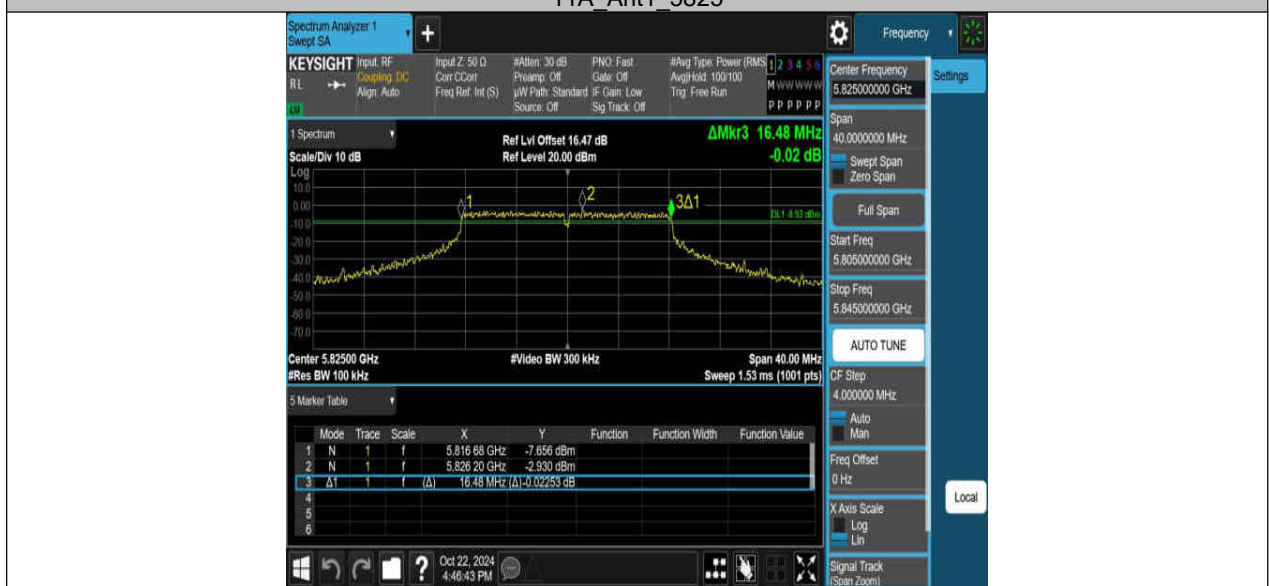 11A_Ant1_5825
Spectrum Analyzer 1
Swept SA
+
Frequency
KEYSIGHT
RL
Input: RF
Coupling: DC
Align: Auto
Input Z: 50 Ω
Corr CCorr
Freq Ref: Int (S)
#Atten: 30 dB
Preamp: Off
µW Path: Standard
Source: Off
PNO: Fast
Gate: Off
IF Gain: Low
Sig Track: Off
#Avg Type: Power (RMS
Avg|Hold: 100/100
Trig: Free Run
1 2 3 4 5 6
M W W W W W
P P P P P P
Center Frequency
5.825000000 GHz
Settings
1 Spectrum
Scale/Div 10 dB
Ref Lvl Offset 16.47 dB
Ref Level 20.00 dBm
ΔMkr3 16.48 MHz
-0.02 dB
Log
10.0
0.00
-10.0
-20.0
-30.0
-40.0
-50.0
-60.0
-70.0
1
2
3Δ1
DL1 -8.93 dBm
Center 5.82500 GHz
#Res BW 100 kHz
#Video BW 300 kHz
Span 40.00 MHz
Sweep 1.53 ms (1001 pts)
Span
40.0000000 MHz
Swept Span
Zero Span
Full Span
Start Freq
5.805000000 GHz
Stop Freq
5.845000000 GHz
AUTO TUNE
CF Step
4.000000 MHz
Auto
Man
Freq Offset
0 Hz
X Axis Scale
Log
Lin
Signal Track
(Span Zoom)
Local
5 Marker Table
Mode Trace Scale X Y Function Function Width Function Value
1 N 1 f 5.816 68 GHz -7.656 dBm
2 N 1 f 5.826 20 GHz -2.930 dBm
3 Δ1 1 f (Δ) 16.48 MHz (Δ) -0.02253 dB
4
5
6
?
Oct 22, 2024
4:46:43 PM